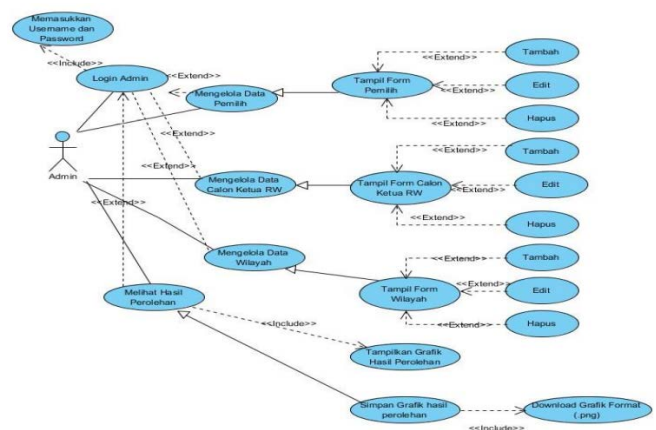 Memasukkan
Username dan
Password
<<Include>>
Login Admin
<<Extend>>
Mengelola Data
Pemilih
Tampil Form
Pemilih
<<Extend>>
Tambah
<<Extend>>
Edit
<<Extend>>
Hapus
Admin
<<Extend>>
<<Extend>>
Mengelola Data
Calon Ketua RW
Tampil Form Calon
Ketua RW
<<Extend>>
Tambah
<<Extend>>
Edit
<<Extend>>
Hapus
<<Extend>>
Mengelola Data
Wilayah
Tampil Form
Wilayah
<<Extend>>
Tambah
<<Extend>>
Edit
<<Extend>>
Hapus
Melihat Hasil
Perolehan
<<Include>>
Tampilkan Grafik
Hasil Perolehan
Simpan Grafik hasil
perolehan
<<Include>>
Download Grafik Format
(.png)